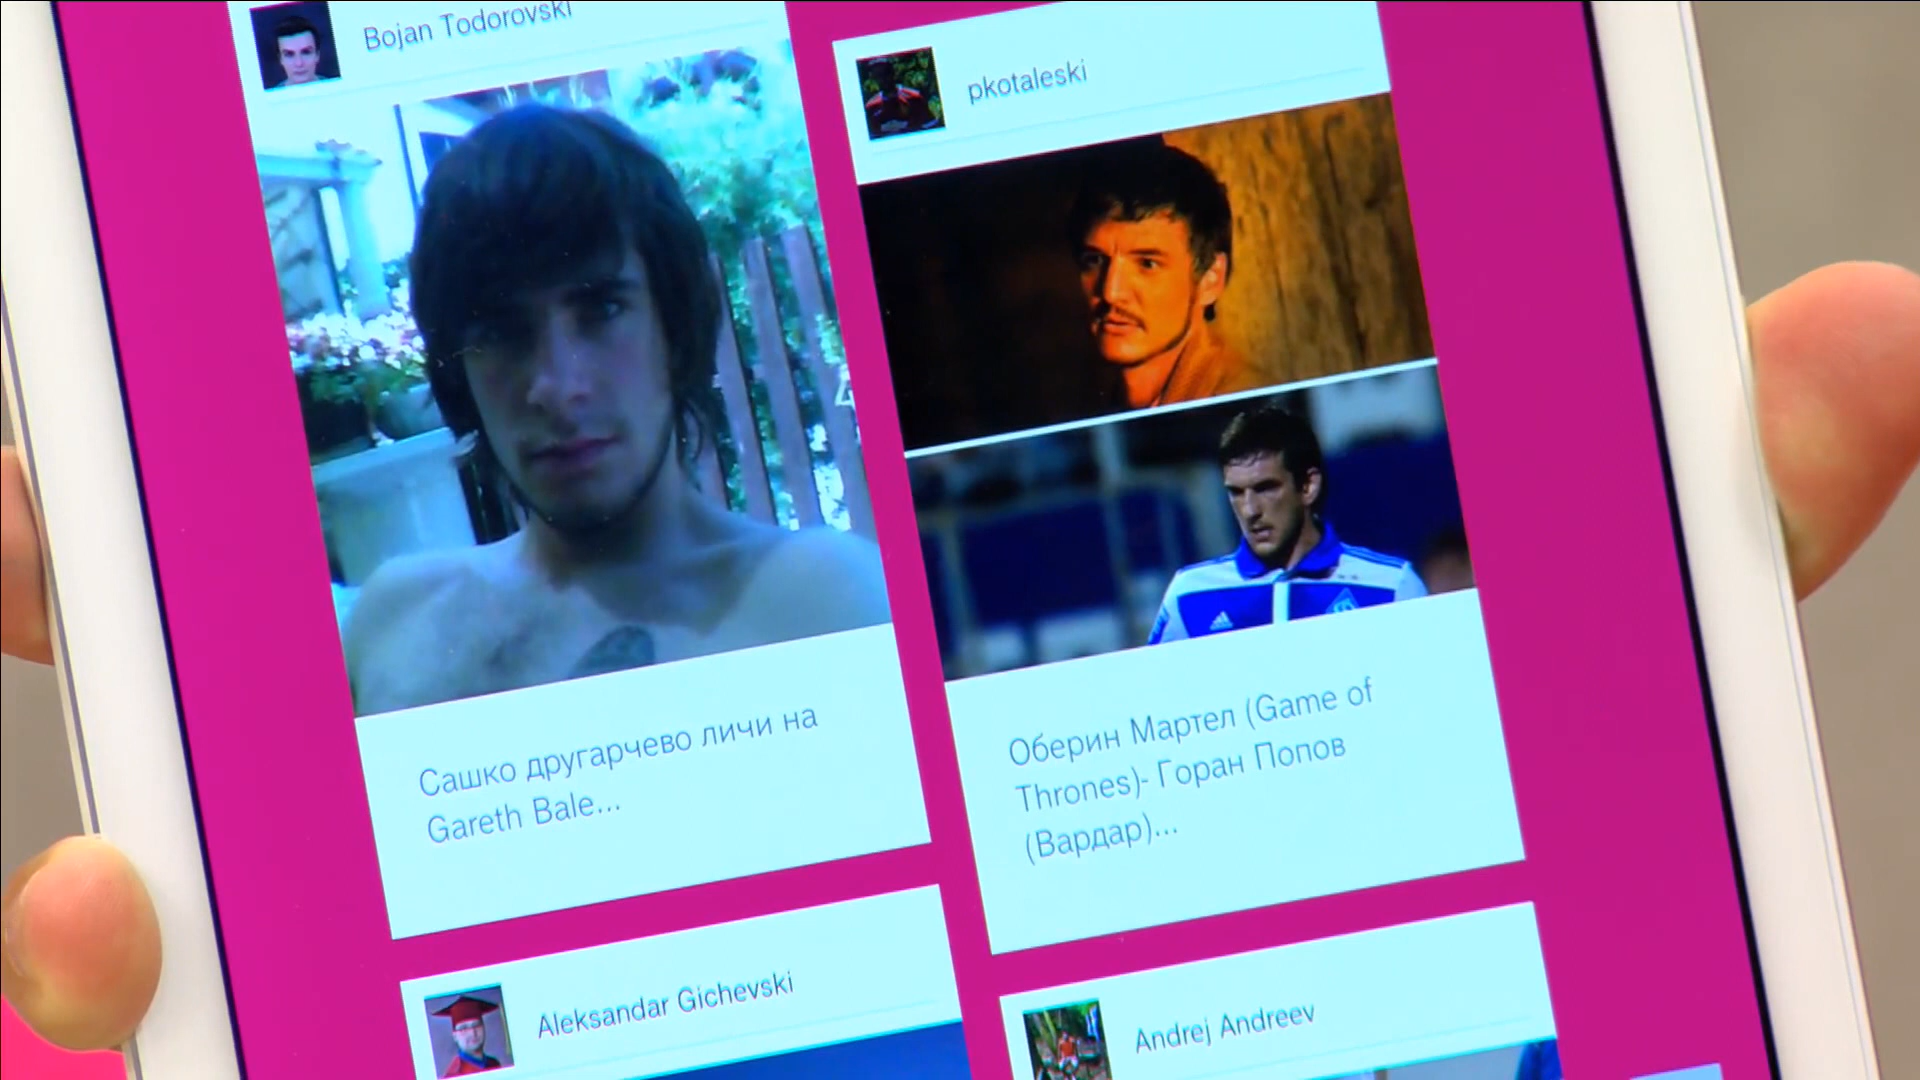 Bojan Todorovski
Сашко другарчево личи на
Gareth Bale...
pkotaleski
Оберин Мартел (Game of
Thrones)- Горан Попов
(Вардар)...
Aleksandar Gichevski
Andrej Andreev